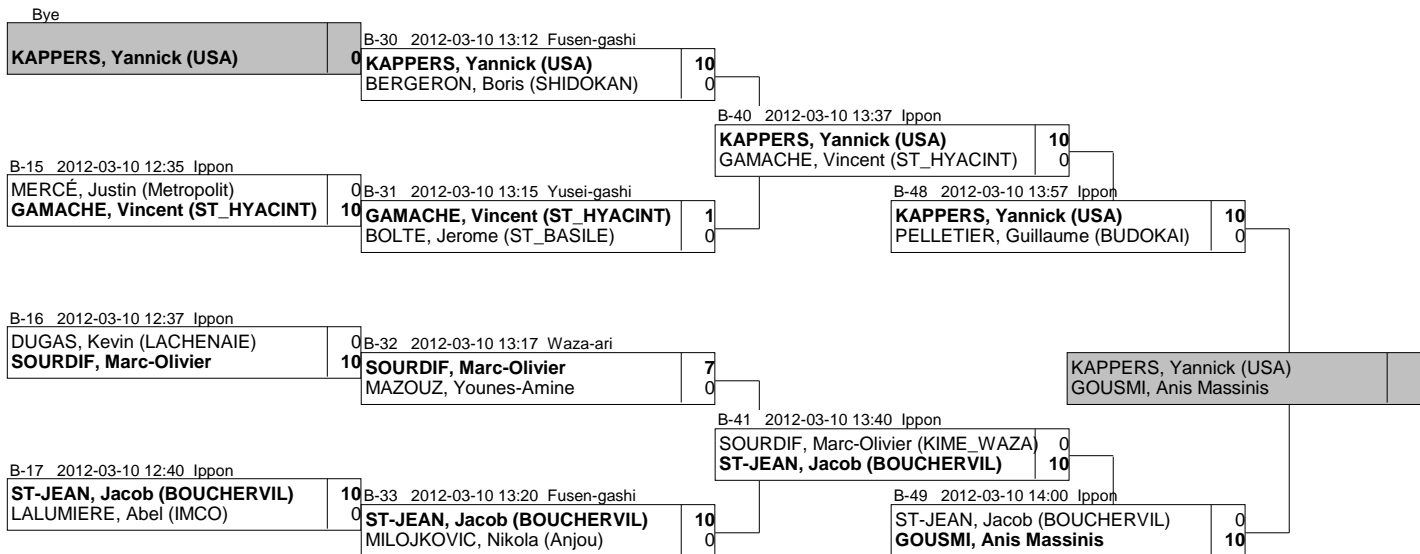 Bye
KAPPERS, Yannick (USA) 0
B-30 2012-03-10 13:12 Fusen-gashi
KAPPERS, Yannick (USA) 10
BERGERON, Boris (SHIDOKAN) 0
B-40 2012-03-10 13:37 Ippon
KAPPERS, Yannick (USA) 10
GAMACHE, Vincent (ST_HYACINT) 0
B-15 2012-03-10 12:35 Ippon
MERCÉ, Justin (Metropolit) 0
GAMACHE, Vincent (ST_HYACINT) 10
B-31 2012-03-10 13:15 Yusei-gashi
GAMACHE, Vincent (ST_HYACINT) 1
BOLTE, Jerome (ST_BASILE) 0
B-48 2012-03-10 13:57 Ippon
KAPPERS, Yannick (USA) 10
PELLETIER, Guillaume (BUDOKAI) 0
B-16 2012-03-10 12:37 Ippon
DUGAS, Kevin (LACHENAIE) 0
SOURDIF, Marc-Olivier 10
B-32 2012-03-10 13:17 Waza-ari
SOURDIF, Marc-Olivier 7
MAZOUZ, Younes-Amine 0
KAPPERS, Yannick (USA)
GOUSMI, Anis Massinis
B-41 2012-03-10 13:40 Ippon
SOURDIF, Marc-Olivier (KIME_WAZA) 0
ST-JEAN, Jacob (BOUCHERVIL) 10
B-17 2012-03-10 12:40 Ippon
ST-JEAN, Jacob (BOUCHERVIL) 10
LALUMIERE, Abel (IMCO) 0
B-33 2012-03-10 13:20 Fusen-gashi
ST-JEAN, Jacob (BOUCHERVIL) 10
MILOJKOVIC, Nikola (Anjou) 0
B-49 2012-03-10 14:00 Ippon
ST-JEAN, Jacob (BOUCHERVIL) 0
GOUSMI, Anis Massinis 10